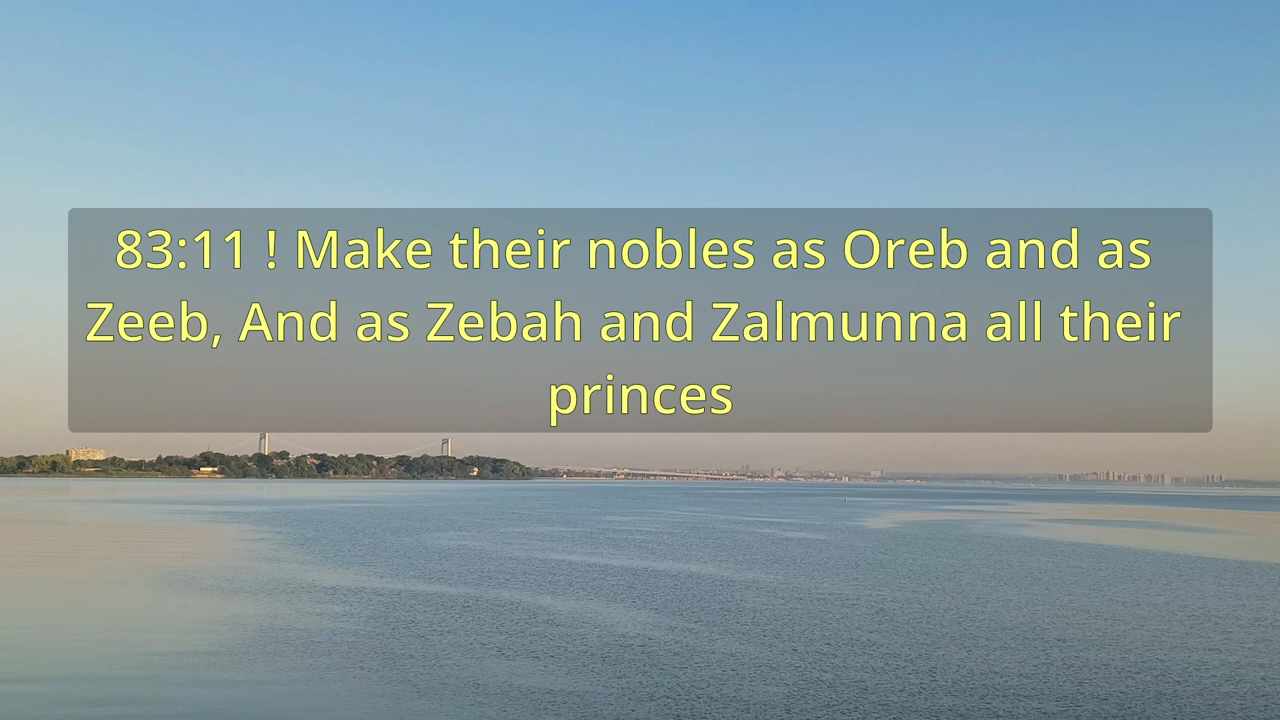 83:11 ! Make their nobles as Oreb and as
Zeeb, And as Zebah and Zalmunna all their
princes